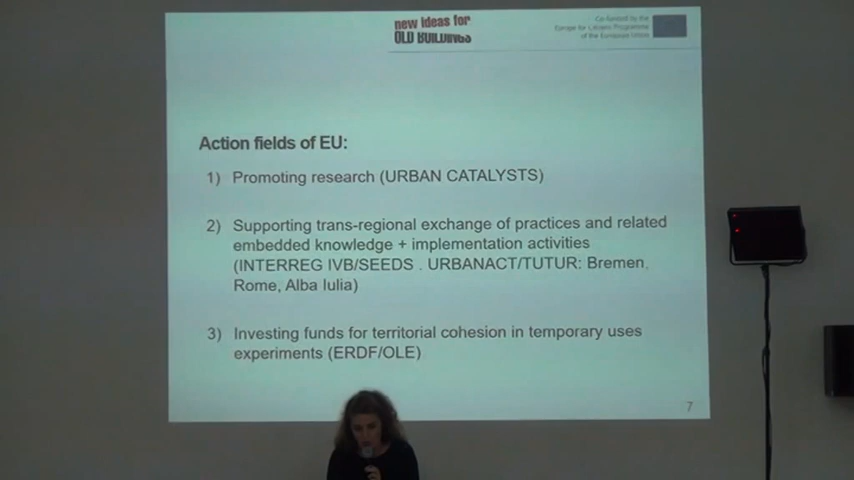 new ideas for
OLD BUILDINGS
Co-funded by the
Europe for Citizens Programme
of the European Union
Action fields of EU:
1) Promoting research (URBAN CATALYSTS)
2) Supporting trans-regional exchange of practices and related
embedded knowledge + implementation activities
(INTERREG IVB/SEEDS . URBANACT/TUTUR: Bremen,
Rome, Alba Iulia)
3) Investing funds for territorial cohesion in temporary uses
experiments (ERDF/OLE)
7